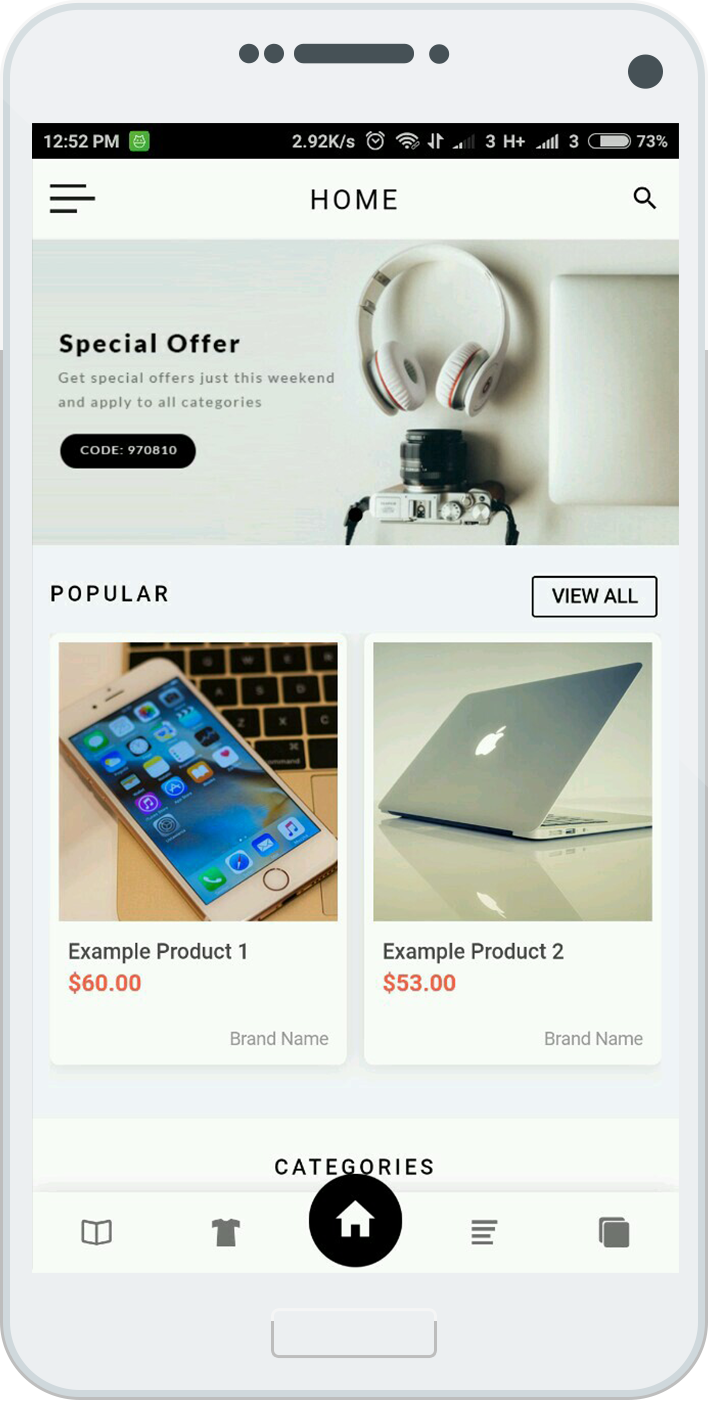 12:52 PM 2.92K/s 3 H+ 3 73%
HOME
Special Offer
Get special offers just this weekend
and apply to all categories
CODE: 970810
POPULAR
VIEW ALL
Example Product 1
$60.00
Brand Name
Example Product 2
$53.00
Brand Name
CATEGORIES